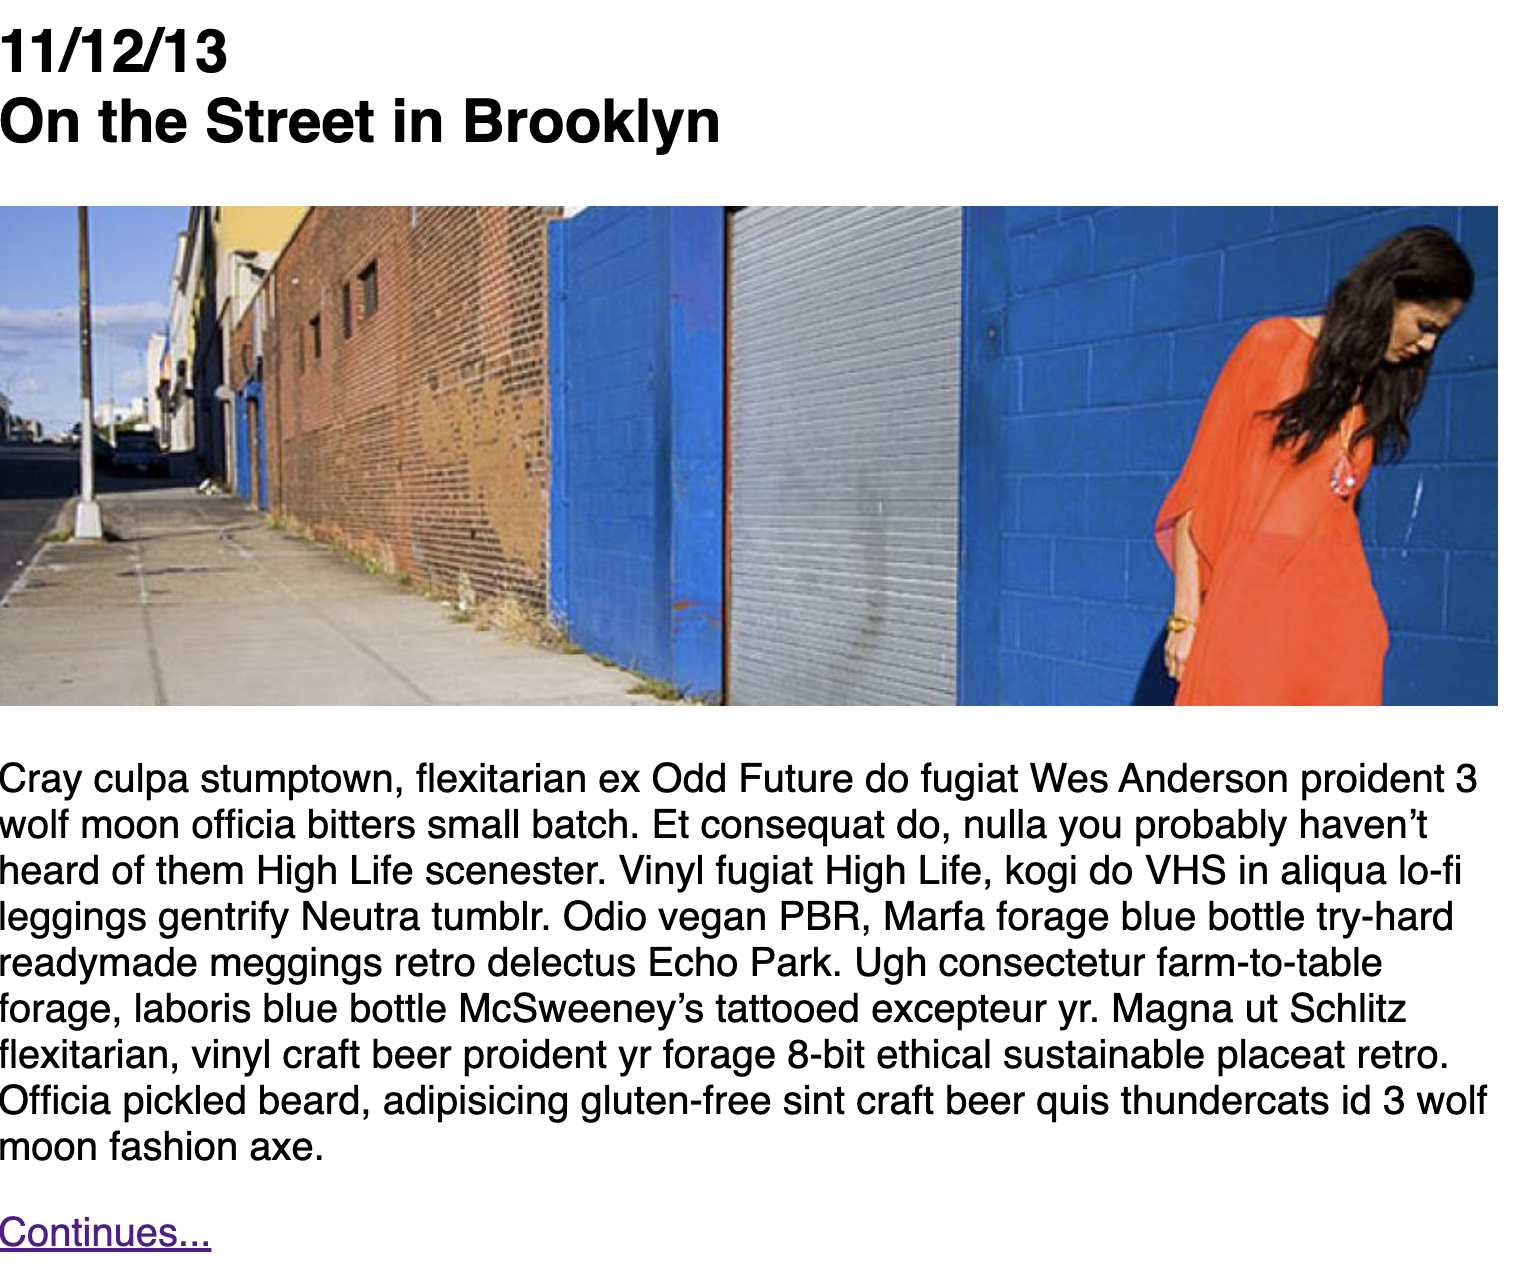 11/12/13
On the Street in Brooklyn
Cray culpa stumptown, flexitarian ex Odd Future do fugiat Wes Anderson proident 3
wolf moon officia bitters small batch. Et consequat do, nulla you probably haven’t
heard of them High Life scenester. Vinyl fugiat High Life, kogi do VHS in aliqua lo-fi
leggings gentrify Neutra tumblr. Odio vegan PBR, Marfa forage blue bottle try-hard
readymade meggings retro delectus Echo Park. Ugh consectetur farm-to-table
forage, laboris blue bottle McSweeney’s tattooed excepteur yr. Magna ut Schlitz
flexitarian, vinyl craft beer proident yr forage 8-bit ethical sustainable placeat retro.
Officia pickled beard, adipisicing gluten-free sint craft beer quis thundercats id 3 wolf
moon fashion axe.
Continues...